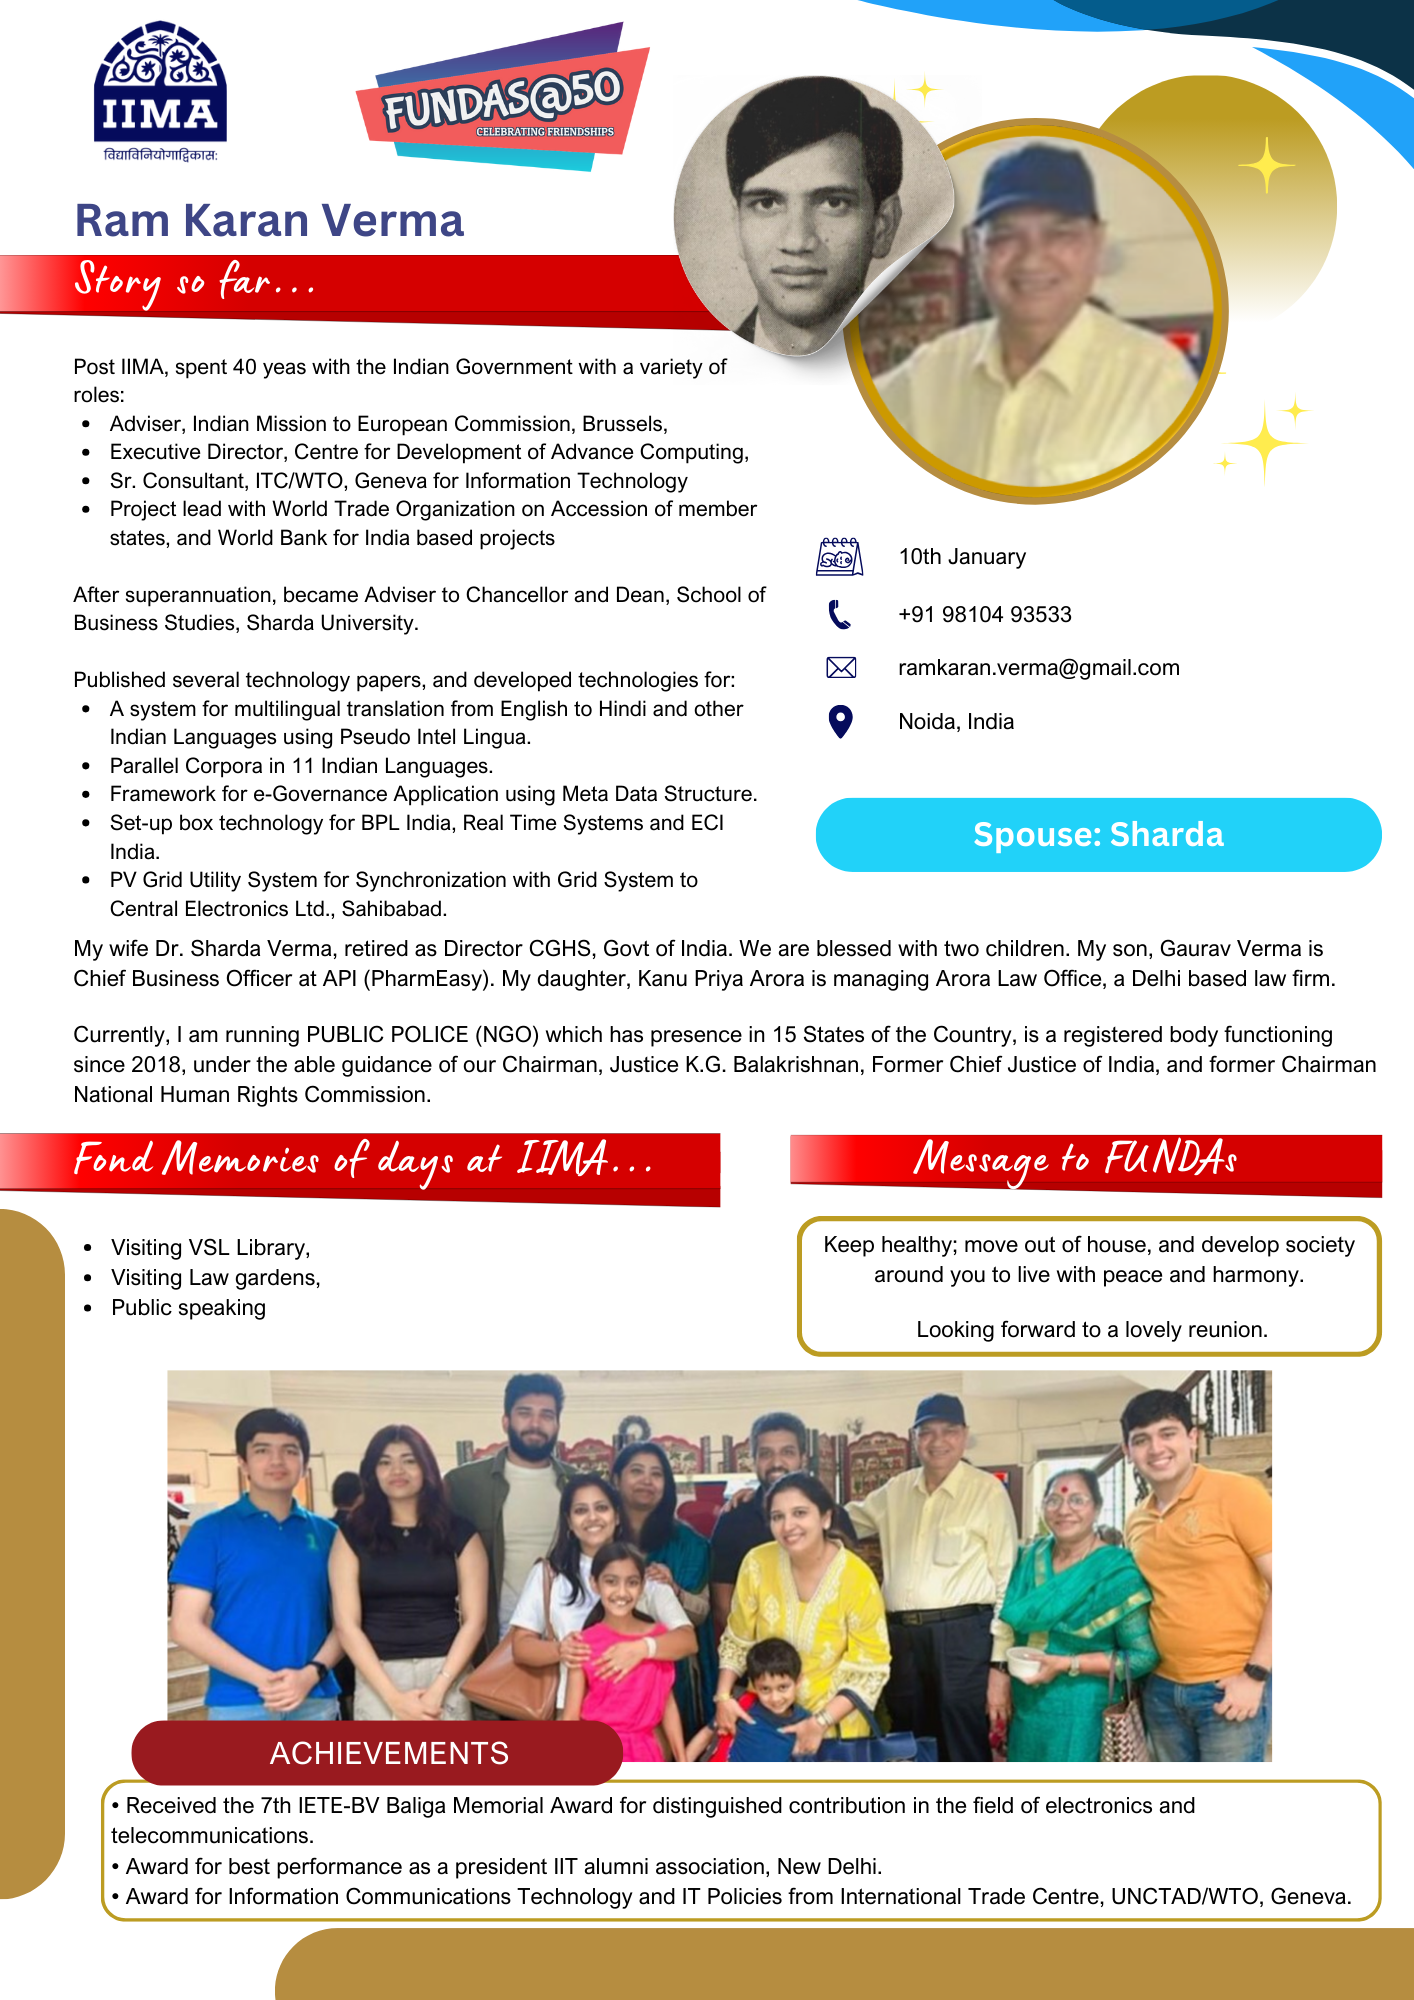 IIMA
विद्याविनियोगाद्विकास:
FUNDAS@50
CELEBRATING FRIENDSHIPS
Ram Karan Verma
Story so far...
Post IIMA, spent 40 yeas with the Indian Government with a variety of
roles:
• Adviser, Indian Mission to European Commission, Brussels,
• Executive Director, Centre for Development of Advance Computing,
• Sr. Consultant, ITC/WTO, Geneva for Information Technology
• Project lead with World Trade Organization on Accession of member
states, and World Bank for India based projects
After superannuation, became Adviser to Chancellor and Dean, School of
Business Studies, Sharda University.
Published several technology papers, and developed technologies for:
• A system for multilingual translation from English to Hindi and other
Indian Languages using Pseudo Intel Lingua.
• Parallel Corpora in 11 Indian Languages.
• Framework for e-Governance Application using Meta Data Structure.
• Set-up box technology for BPL India, Real Time Systems and ECI
India.
• PV Grid Utility System for Synchronization with Grid System to
Central Electronics Ltd., Sahibabad.
10th January
+91 98104 93533
ramkaran.verma@gmail.com
Noida, India
Spouse: Sharda
My wife Dr. Sharda Verma, retired as Director CGHS, Govt of India. We are blessed with two children. My son, Gaurav Verma is
Chief Business Officer at API (PharmEasy). My daughter, Kanu Priya Arora is managing Arora Law Office, a Delhi based law firm.
Currently, I am running PUBLIC POLICE (NGO) which has presence in 15 States of the Country, is a registered body functioning
since 2018, under the able guidance of our Chairman, Justice K.G. Balakrishnan, Former Chief Justice of India, and former Chairman
National Human Rights Commission.
Fond Memories of days at IIMA...
• Visiting VSL Library,
• Visiting Law gardens,
• Public speaking
Message to FUNDAs
Keep healthy; move out of house, and develop society
around you to live with peace and harmony.
Looking forward to a lovely reunion.
ACHIEVEMENTS
• Received the 7th IETE-BV Baliga Memorial Award for distinguished contribution in the field of electronics and
telecommunications.
• Award for best performance as a president IIT alumni association, New Delhi.
• Award for Information Communications Technology and IT Policies from International Trade Centre, UNCTAD/WTO, Geneva.